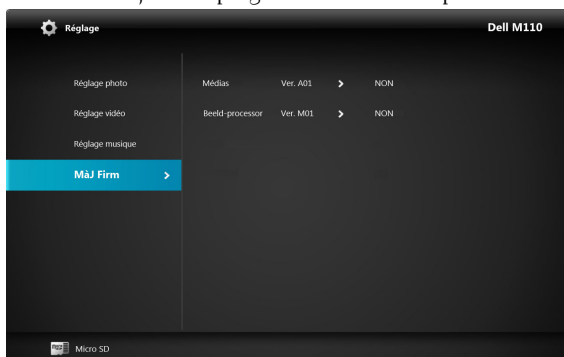 Réglage Dell M110
Réglage photo Médias Ver. A01 > NON
Réglage vidéo Beeld-processor Ver. M01 > NON
Réglage musique
MàJ Firm >
Micro SD